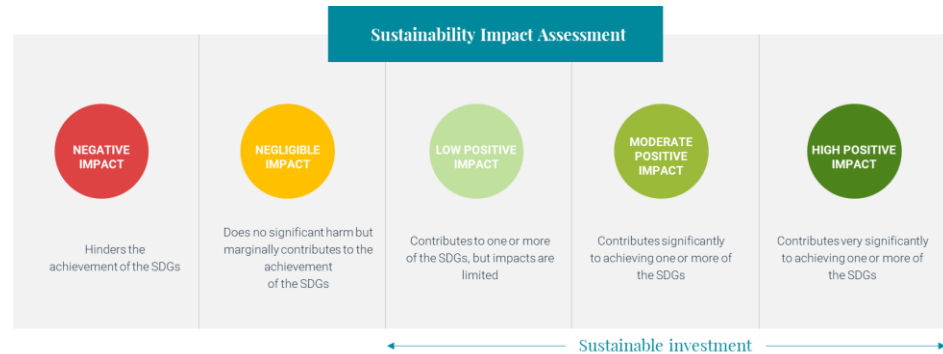 Sustainability Impact Assessment
NEGATIVE
IMPACT
Hinders the
achievement of the SDGs
NEGLIGIBLE
IMPACT
Does no significant harm but
marginally contributes to the
achievement
of the SDGs
LOW POSITIVE
IMPACT
Contributes to one or more
of the SDGs, but impacts are
limited
MODERATE
POSITIVE
IMPACT
Contributes significantly
to achieving one or more of
the SDGs
HIGH POSITIVE
IMPACT
Contributes very significantly
to achieving one or more of
the SDGs
Sustainable investment